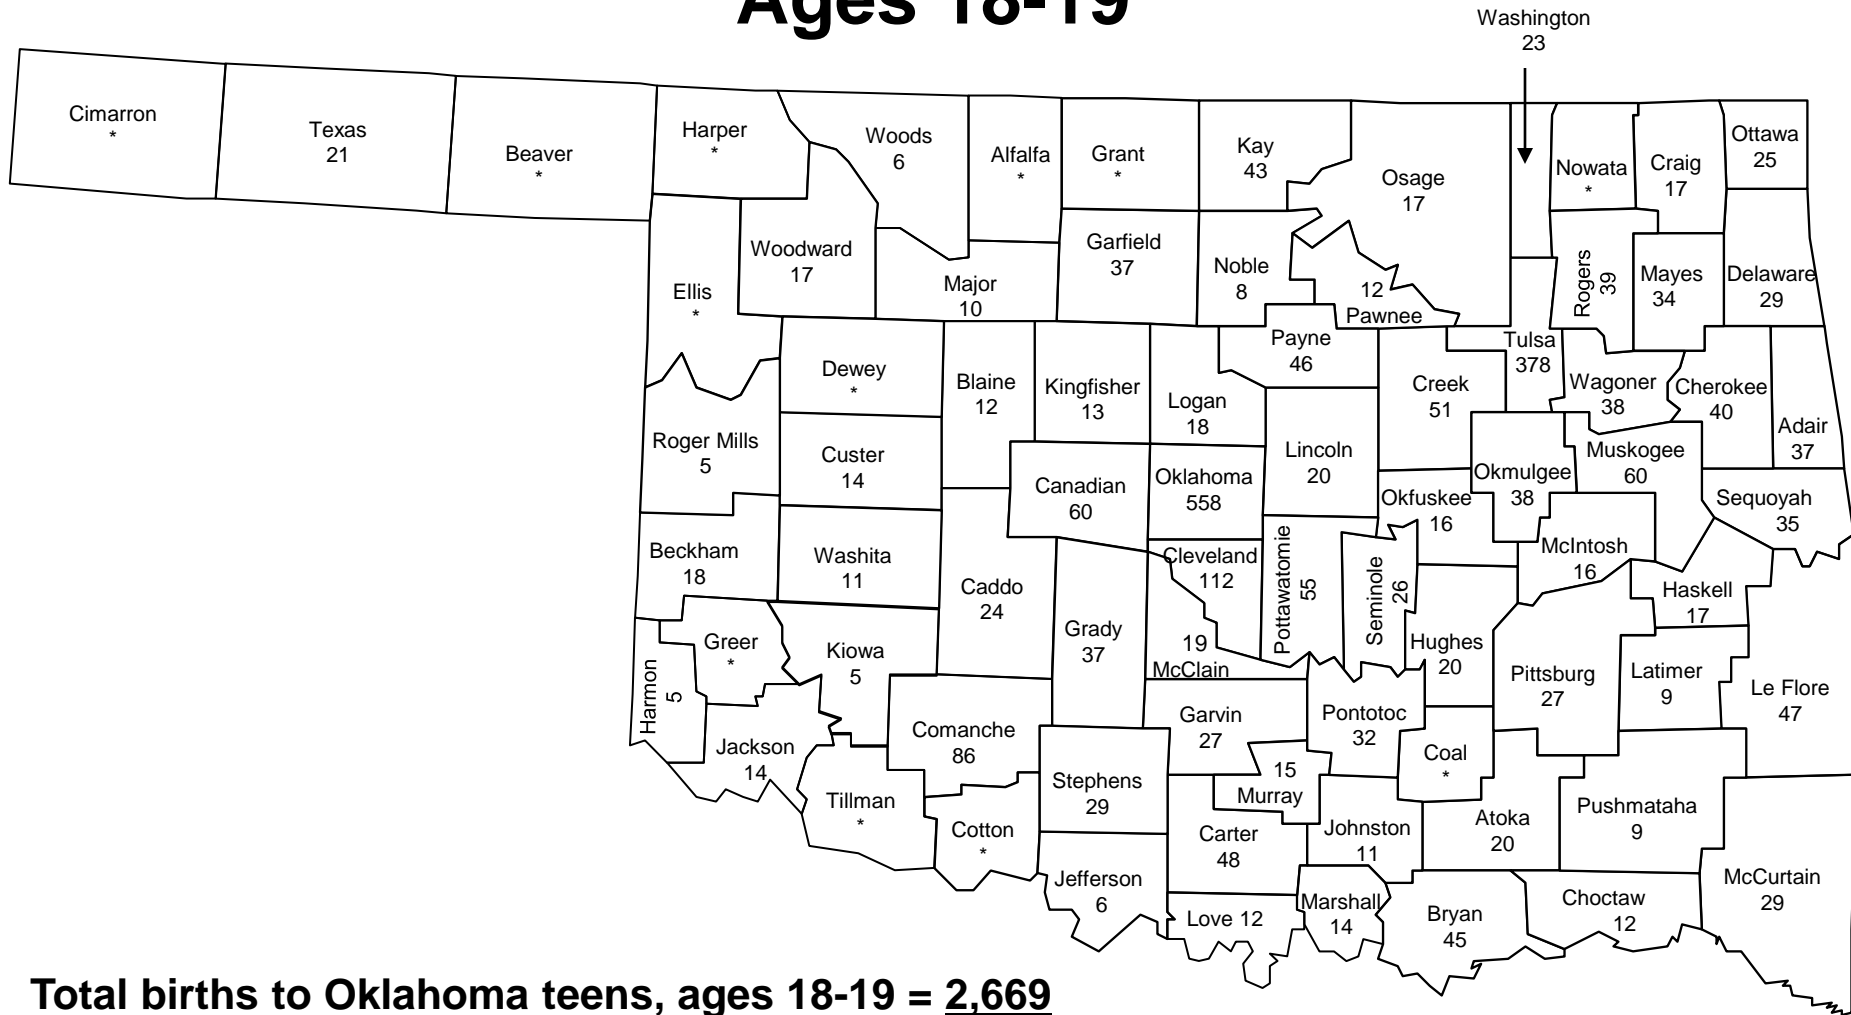 Ages 18-19
Washington
23
Cimarron
*
Texas
21
Beaver
*
Harper
*
Woods
6
Alfalfa
*
Grant
*
Kay
43
Osage
17
Nowata
*
Craig
17
Ottawa
25
Ellis
*
Woodward
17
Major
10
Garfield
37
Noble
8
12
Pawnee
Rogers
39
Mayes
34
Delaware
29
Dewey
*
Blaine
12
Kingfisher
13
Logan
18
Payne
46
Creek
51
Tulsa
378
Wagoner
38
Cherokee
40
Adair
37
Roger Mills
5
Custer
14
Canadian
60
Oklahoma
558
Lincoln
20
Okfuskee
16
Okmulgee
38
Muskogee
60
Sequoyah
35
Beckham
18
Washita
11
Caddo
24
Grady
37
Cleveland
112
19
McClain
Pottawatomie
55
Seminole
26
Hughes
20
McIntosh
16
Haskell
17
Harmon
5
Greer
*
Kiowa
5
Jackson
14
Comanche
86
Garvin
27
Pontotoc
32
Coal
*
Pittsburg
27
Latimer
9
Le Flore
47
Tillman
*
Cotton
*
Stephens
29
15
Murray
Carter
48
Johnston
11
Atoka
20
Pushmataha
9
McCurtain
29
Jefferson
6
Love 12
Marshall
14
Bryan
45
Choctaw
12
Total births to Oklahoma teens, ages 18-19 = 2,669